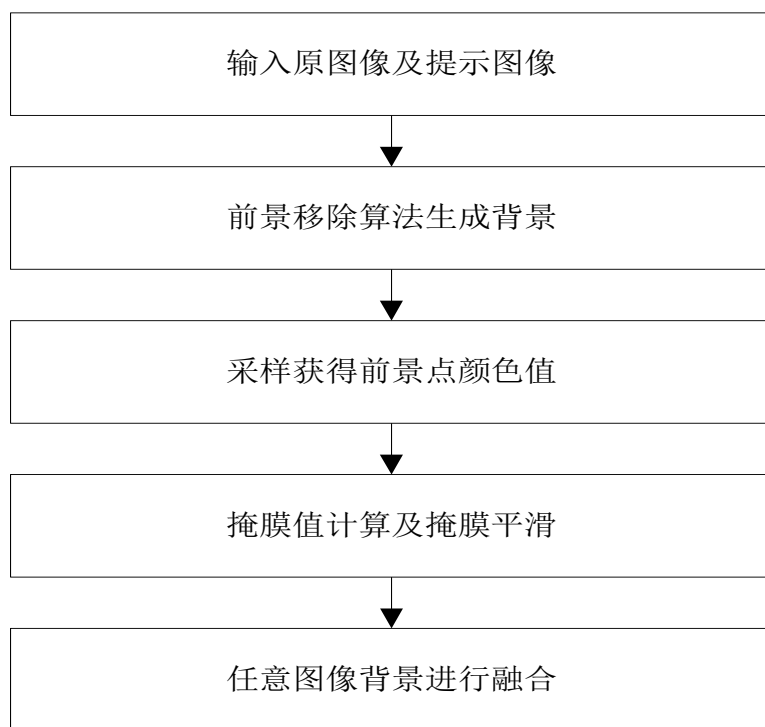 输入原图像及提示图像
前景移除算法生成背景
采样获得前景点颜色值
掩膜值计算及掩膜平滑
任意图像背景进行融合